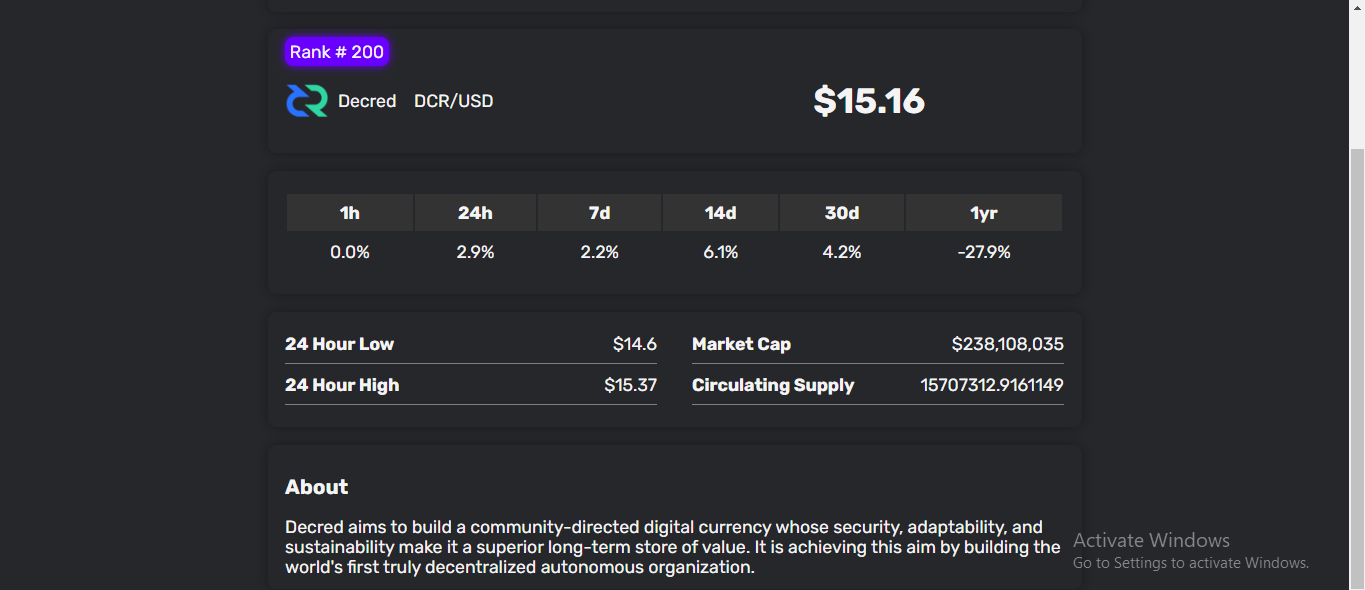 Rank # 200
Decred DCR/USD $15.16
1h 24h 7d 14d 30d 1yr
0.0% 2.9% 2.2% 6.1% 4.2% -27.9%
24 Hour Low $14.6 Market Cap $238,108,035
24 Hour High $15.37 Circulating Supply 15707312.9161149
About
Decred aims to build a community-directed digital currency whose security, adaptability, and
sustainability make it a superior long-term store of value. It is achieving this aim by building the
world's first truly decentralized autonomous organization.
Activate Windows
Go to Settings to activate Windows.